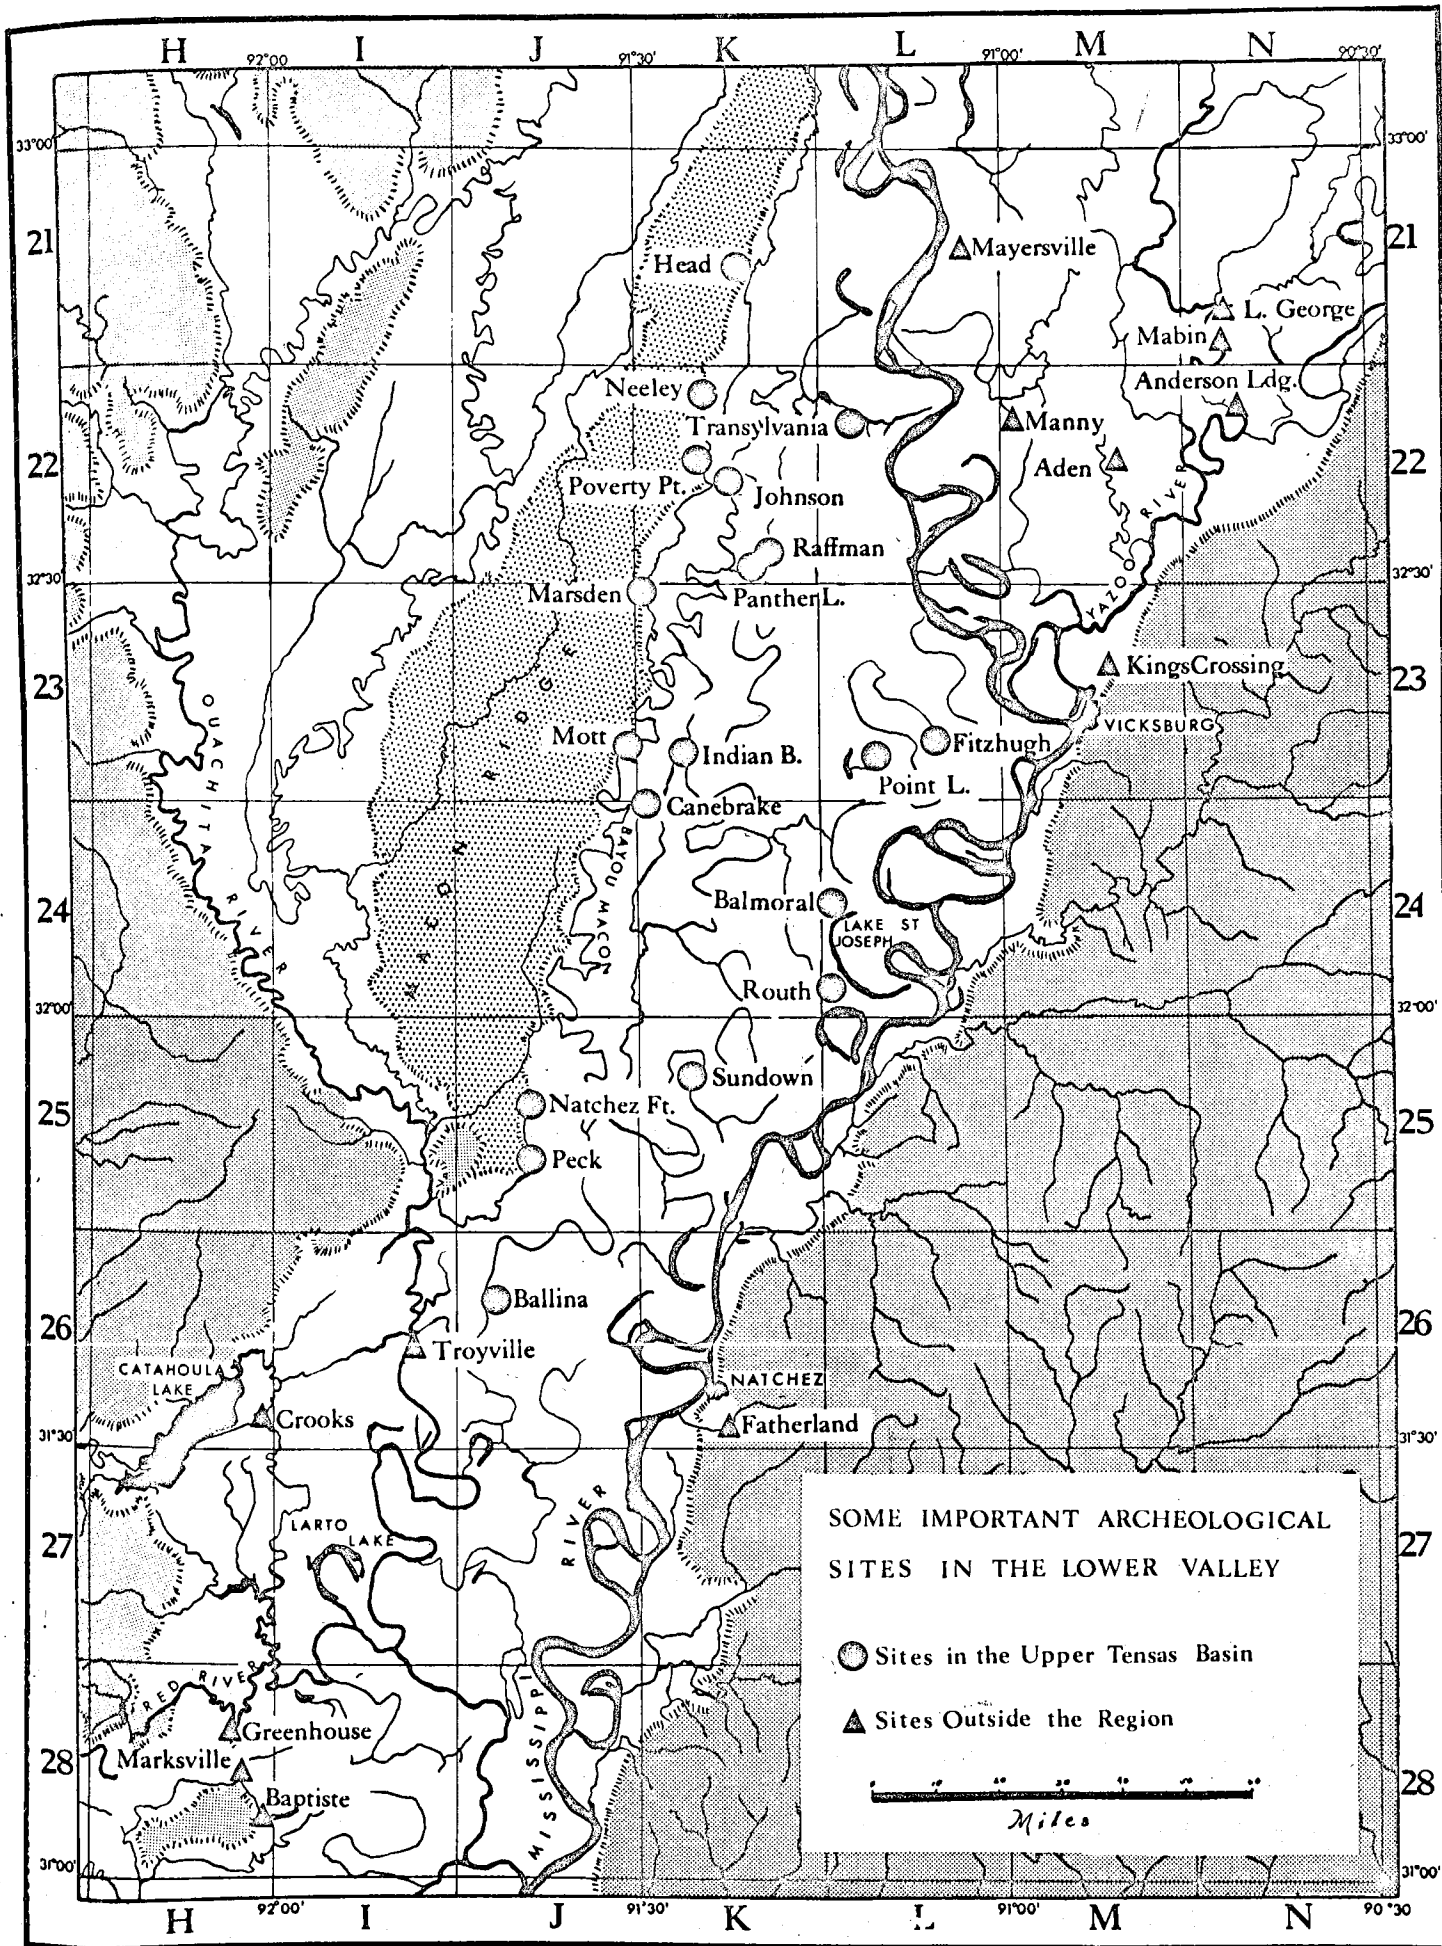 H I J K L M N
92°00' 91°30' 91°00' 90°30'
33°00' 33°00'
21 21
Mayersville
Head
L. George
Mabin
Anderson Ldg.
Neeley
Transylvania
Manny
22 22
Aden
Poverty Pt.
Johnson
YAZOO RIVER
Raffman
32°30' 32°30'
Marsden
Panther L.
Kings Crossing
23 23
OUACHITA RIVER
MACON RIDGE
VICKSBURG
Mott
Indian B.
Fitzhugh
Point L.
Canebrake
BAYOU MACON
24 24
Balmoral
LAKE ST
JOSEPH
Routh
32°00' 32°00'
Sundown
25 25
Natchez Ft.
Peck
Ballina
26 26
Troyville
CATAHOULA
LAKE
NATCHEZ
Crooks
Fatherland
31°30' 31°30'
27 27
LARTO
LAKE
MISSISSIPPI RIVER
RED RIVER
Greenhouse
Marksville
28 28
Baptiste
31°00' 31°00'
SOME IMPORTANT ARCHEOLOGICAL
SITES IN THE LOWER VALLEY
Sites in the Upper Tensas Basin
Sites Outside the Region
Miles
92°00' 91°30' 91°00' 90°30
H I J K L M N